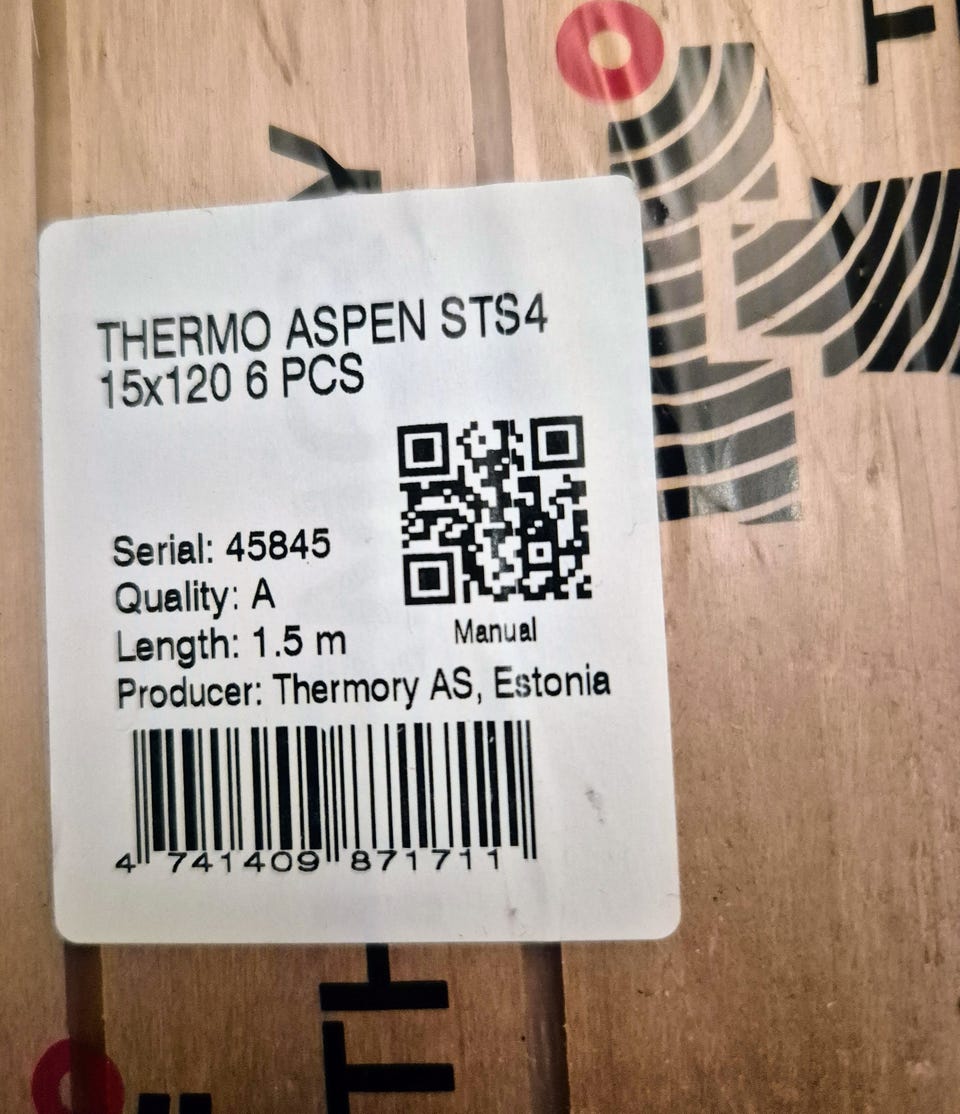 THERMO ASPEN STS4
15x120 6 PCS
Serial: 45845
Quality: A
Length: 1.5 m
Manual
Producer: Thermory AS, Estonia
4 741409 871711